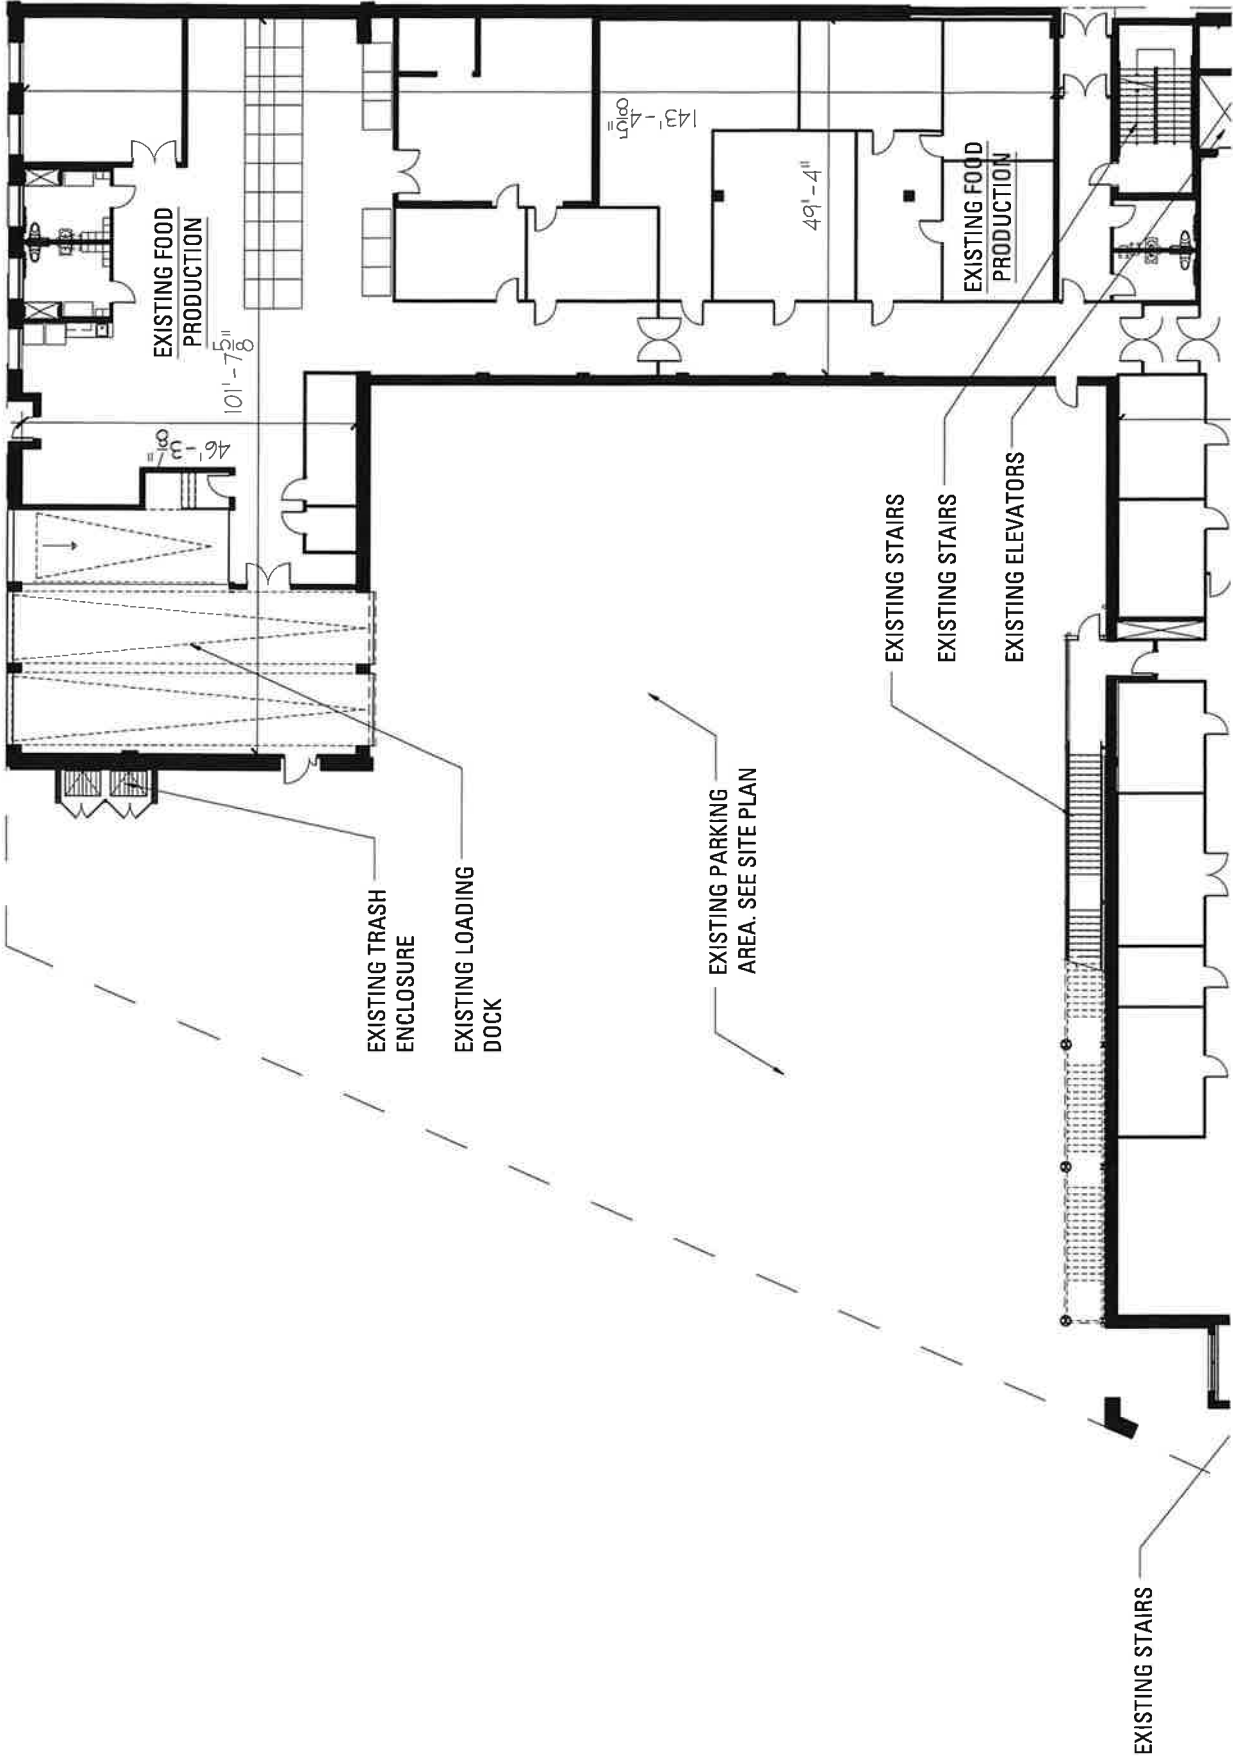 EXISTING FOOD
PRODUCTION
101'-7 5/8"
46'-3 1/8"
143'-4 5/8"
49'-4"
EXISTING FOOD
PRODUCTION
EXISTING TRASH
ENCLOSURE
EXISTING LOADING
DOCK
EXISTING PARKING
AREA. SEE SITE PLAN
EXISTING STAIRS
EXISTING STAIRS
EXISTING ELEVATORS
EXISTING STAIRS